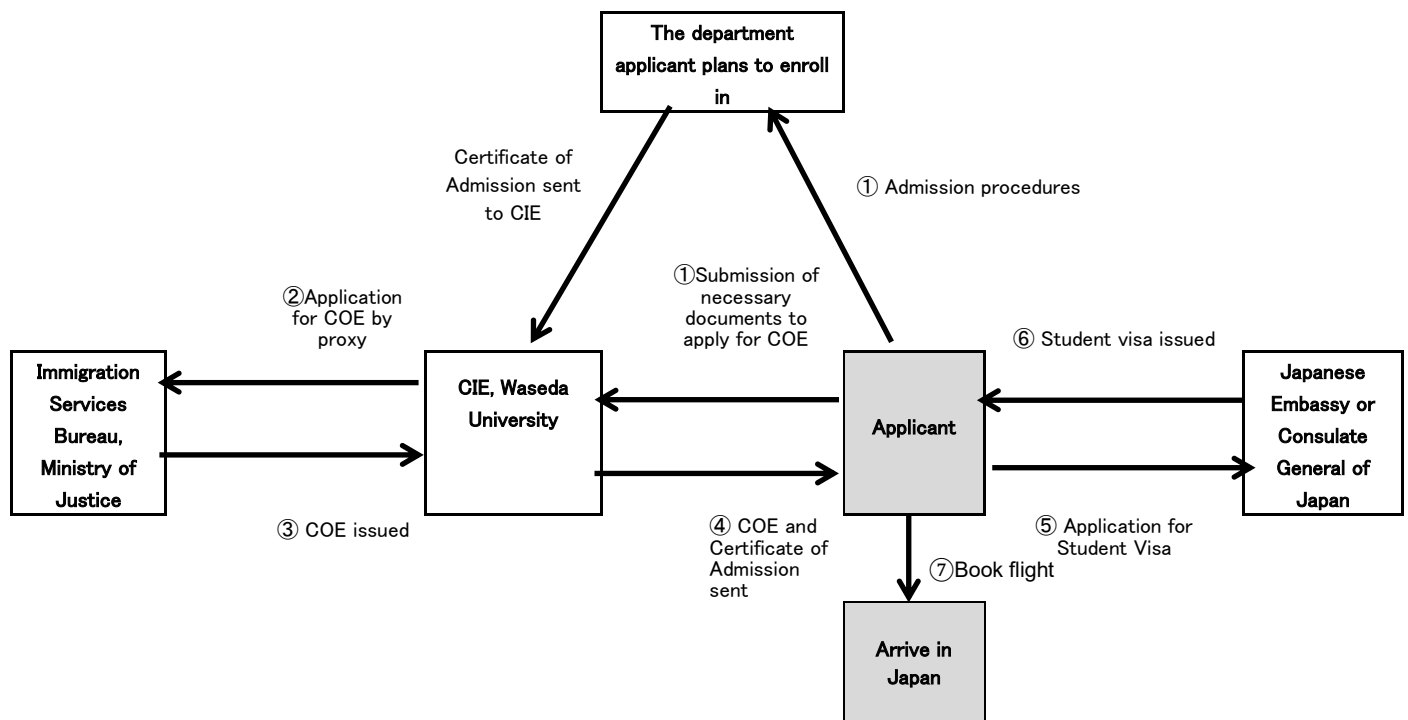 The department
applicant plans to enroll
in
Certificate of
Admission sent
to CIE
① Admission procedures
②Application
for COE by
proxy
①Submission of
necessary
documents to
apply for COE
⑥ Student visa issued
Immigration
Services
Bureau,
Ministry of
Justice
CIE, Waseda
University
Applicant
Japanese
Embassy or
Consulate
General of
Japan
③ COE issued
④ COE and
Certificate of
Admission
sent
⑤ Application for
Student Visa
⑦Book flight
Arrive in
Japan